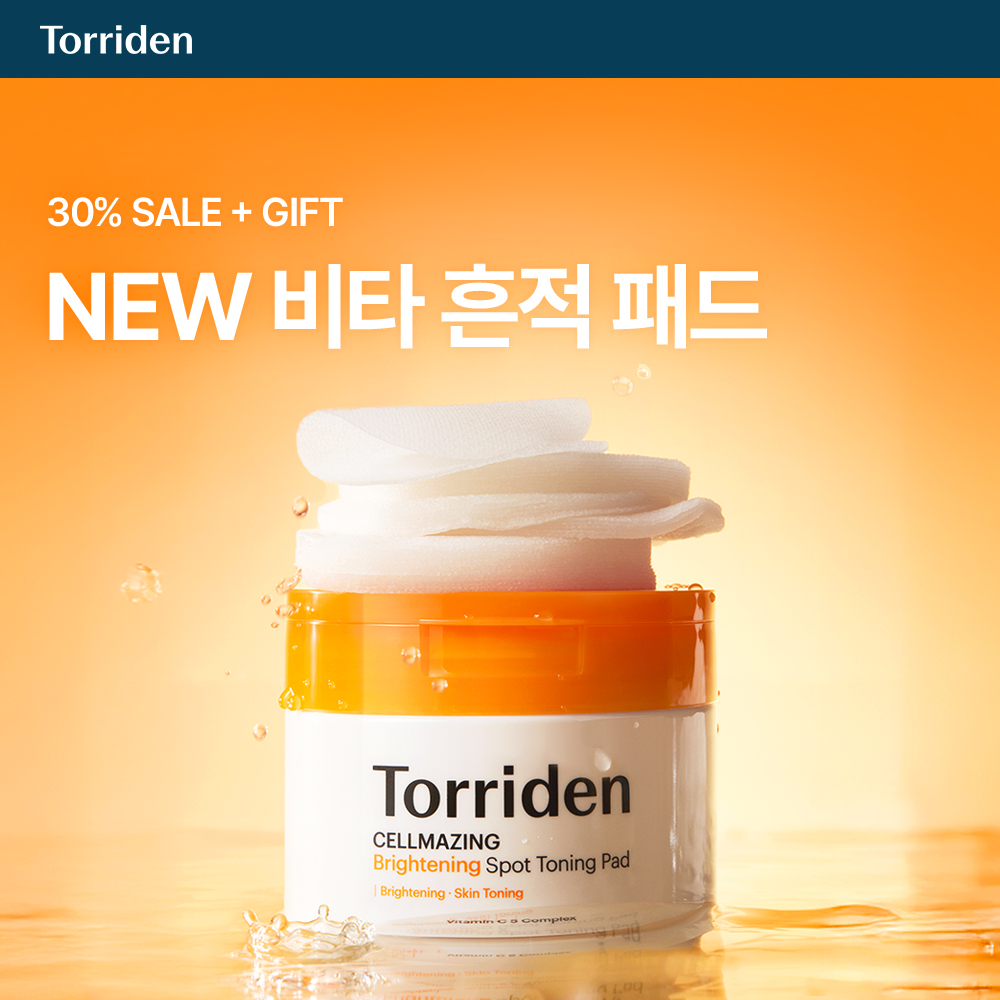 Torriden
30% SALE + GIFT
NEW 비타 흔적 패드
Torriden
CELLMAZING
Brightening Spot Toning Pad
| Brightening · Skin Toning
Vitamin C 5 Complex